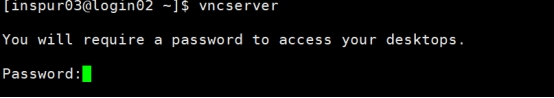 [inspur03@login02 ~]$ vncserver
You will require a password to access your desktops.
Password: